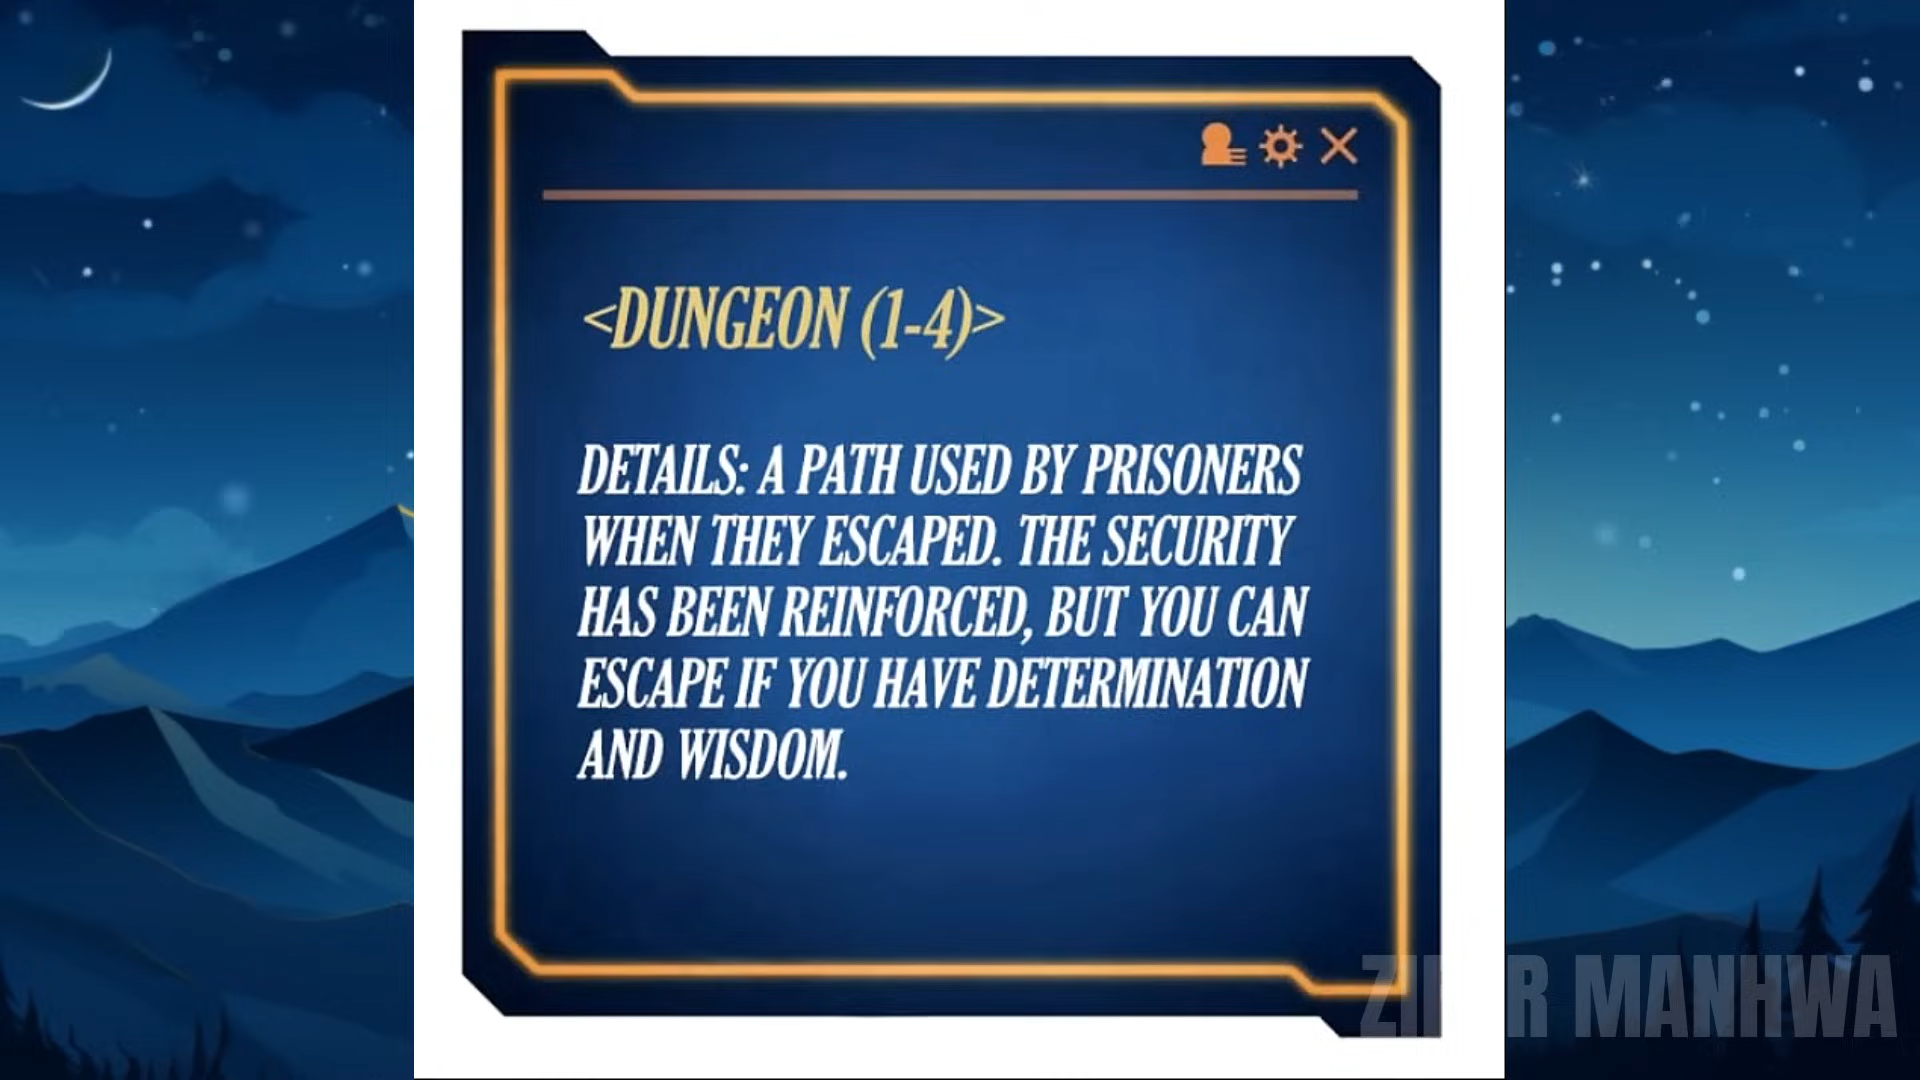 <DUNGEON (1-4)>
DETAILS: A PATH USED BY PRISONERS
WHEN THEY ESCAPED. THE SECURITY
HAS BEEN REINFORCED, BUT YOU CAN
ESCAPE IF YOU HAVE DETERMINATION
AND WISDOM.
MANHWA